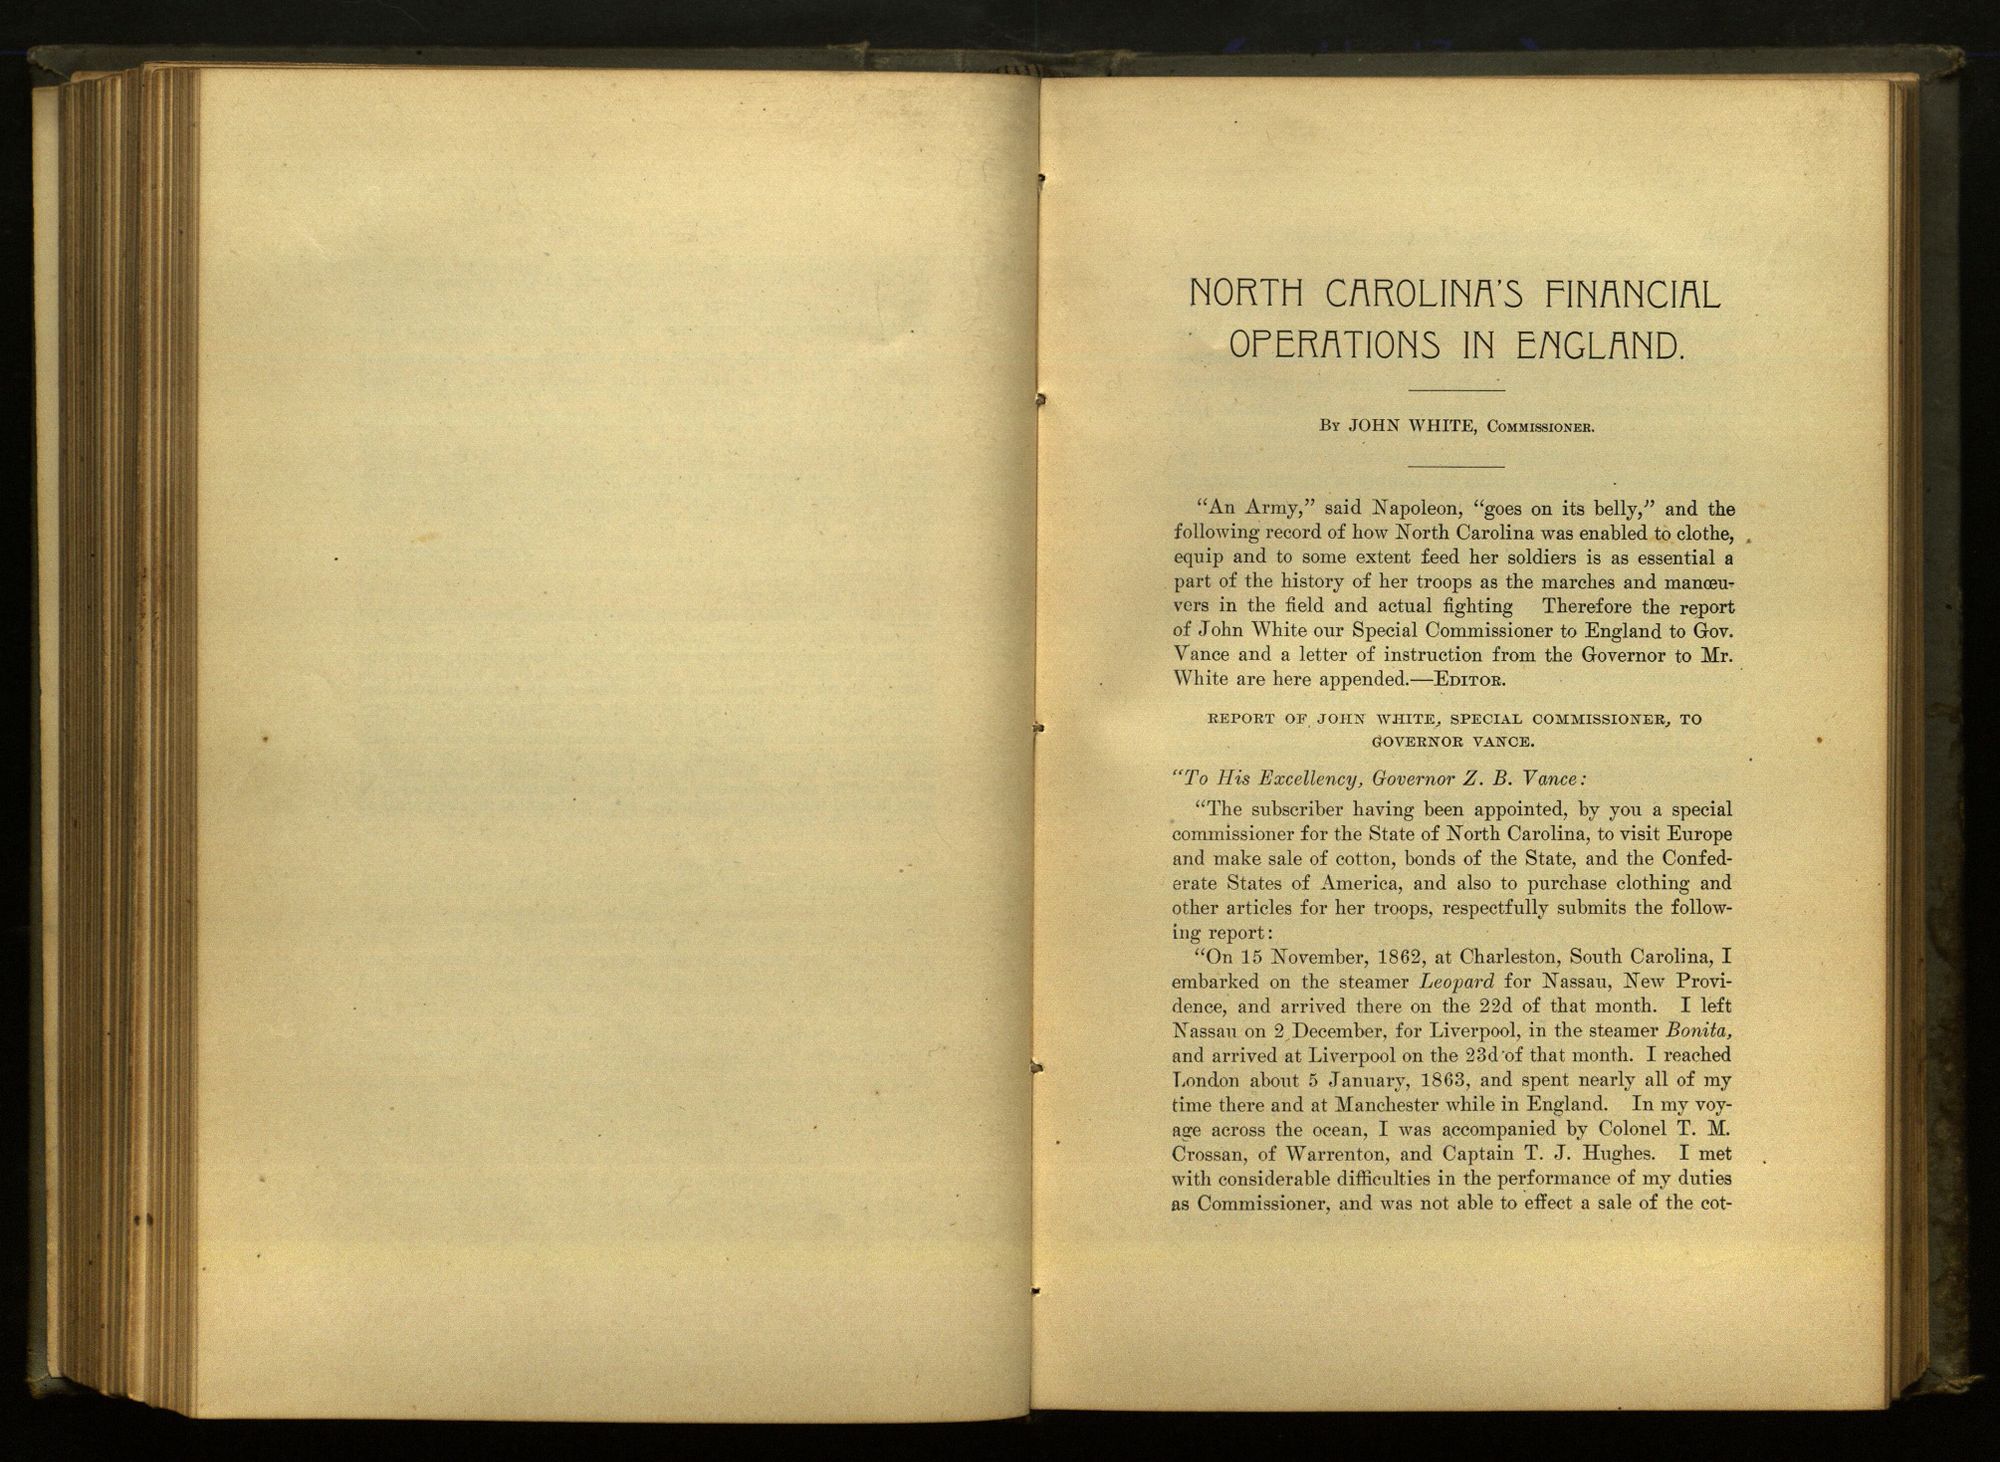 NORTH CAROLINA'S FINANCIAL
OPERATIONS IN ENGLAND.
By JOHN WHITE, Commissioner.
“An Army,” said Napoleon, “goes on its belly,” and the
following record of how North Carolina was enabled to clothe,
equip and to some extent feed her soldiers is as essential a
part of the history of her troops as the marches and manœu-
vers in the field and actual fighting Therefore the report
of John White our Special Commissioner to England to Gov.
Vance and a letter of instruction from the Governor to Mr.
White are here appended.—Editor.
REPORT OF JOHN WHITE, SPECIAL COMMISSIONER, TO
GOVERNOR VANCE.
“To His Excellency, Governor Z. B. Vance:
“The subscriber having been appointed, by you a special
commissioner for the State of North Carolina, to visit Europe
and make sale of cotton, bonds of the State, and the Confed-
erate States of America, and also to purchase clothing and
other articles for her troops, respectfully submits the follow-
ing report:
“On 15 November, 1862, at Charleston, South Carolina, I
embarked on the steamer Leopard for Nassau, New Provi-
dence, and arrived there on the 22d of that month. I left
Nassau on 2 December, for Liverpool, in the steamer Bonita,
and arrived at Liverpool on the 23d of that month. I reached
London about 5 January, 1863, and spent nearly all of my
time there and at Manchester while in England. In my voy-
age across the ocean, I was accompanied by Colonel T. M.
Crossan, of Warrenton, and Captain T. J. Hughes. I met
with considerable difficulties in the performance of my duties
as Commissioner, and was not able to effect a sale of the cot-